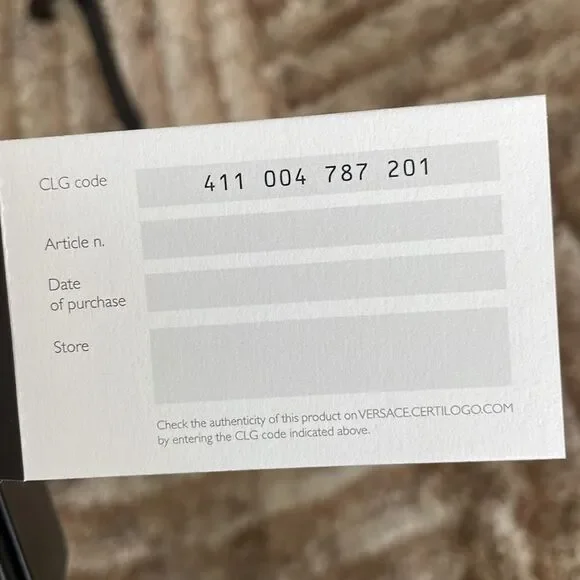 CLG code 411 004 787 201
Article n.
Date
of purchase
Store
Check the authenticity of this product on VERSACE.CERTILOGO.COM
by entering the CLG code indicated above.